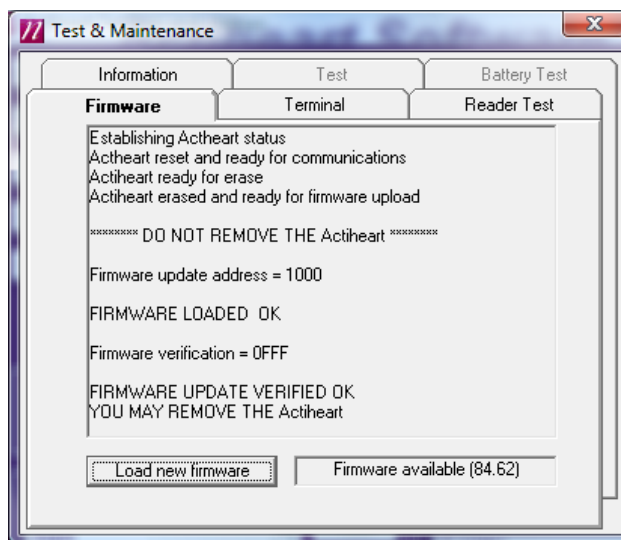 Test & Maintenance
Information
Test
Battery Test
Firmware
Terminal
Reader Test
Establishing Actheart status
Actheart reset and ready for communications
Actiheart ready for erase
Actiheart erased and ready for firmware upload
******** DO NOT REMOVE THE Actiheart ********
Firmware update address = 1000
FIRMWARE LOADED  OK
Firmware verification = 0FFF
FIRMWARE UPDATE VERIFIED OK
YOU MAY REMOVE THE Actiheart
Load new firmware
Firmware available (84.62)